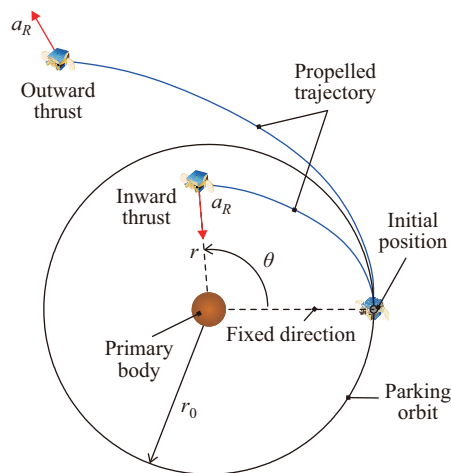 a_R
Outward
thrust
Propelled
trajectory
Inward
thrust
a_R
Initial
position
r
θ
Fixed direction
Primary
body
r_0
Parking
orbit